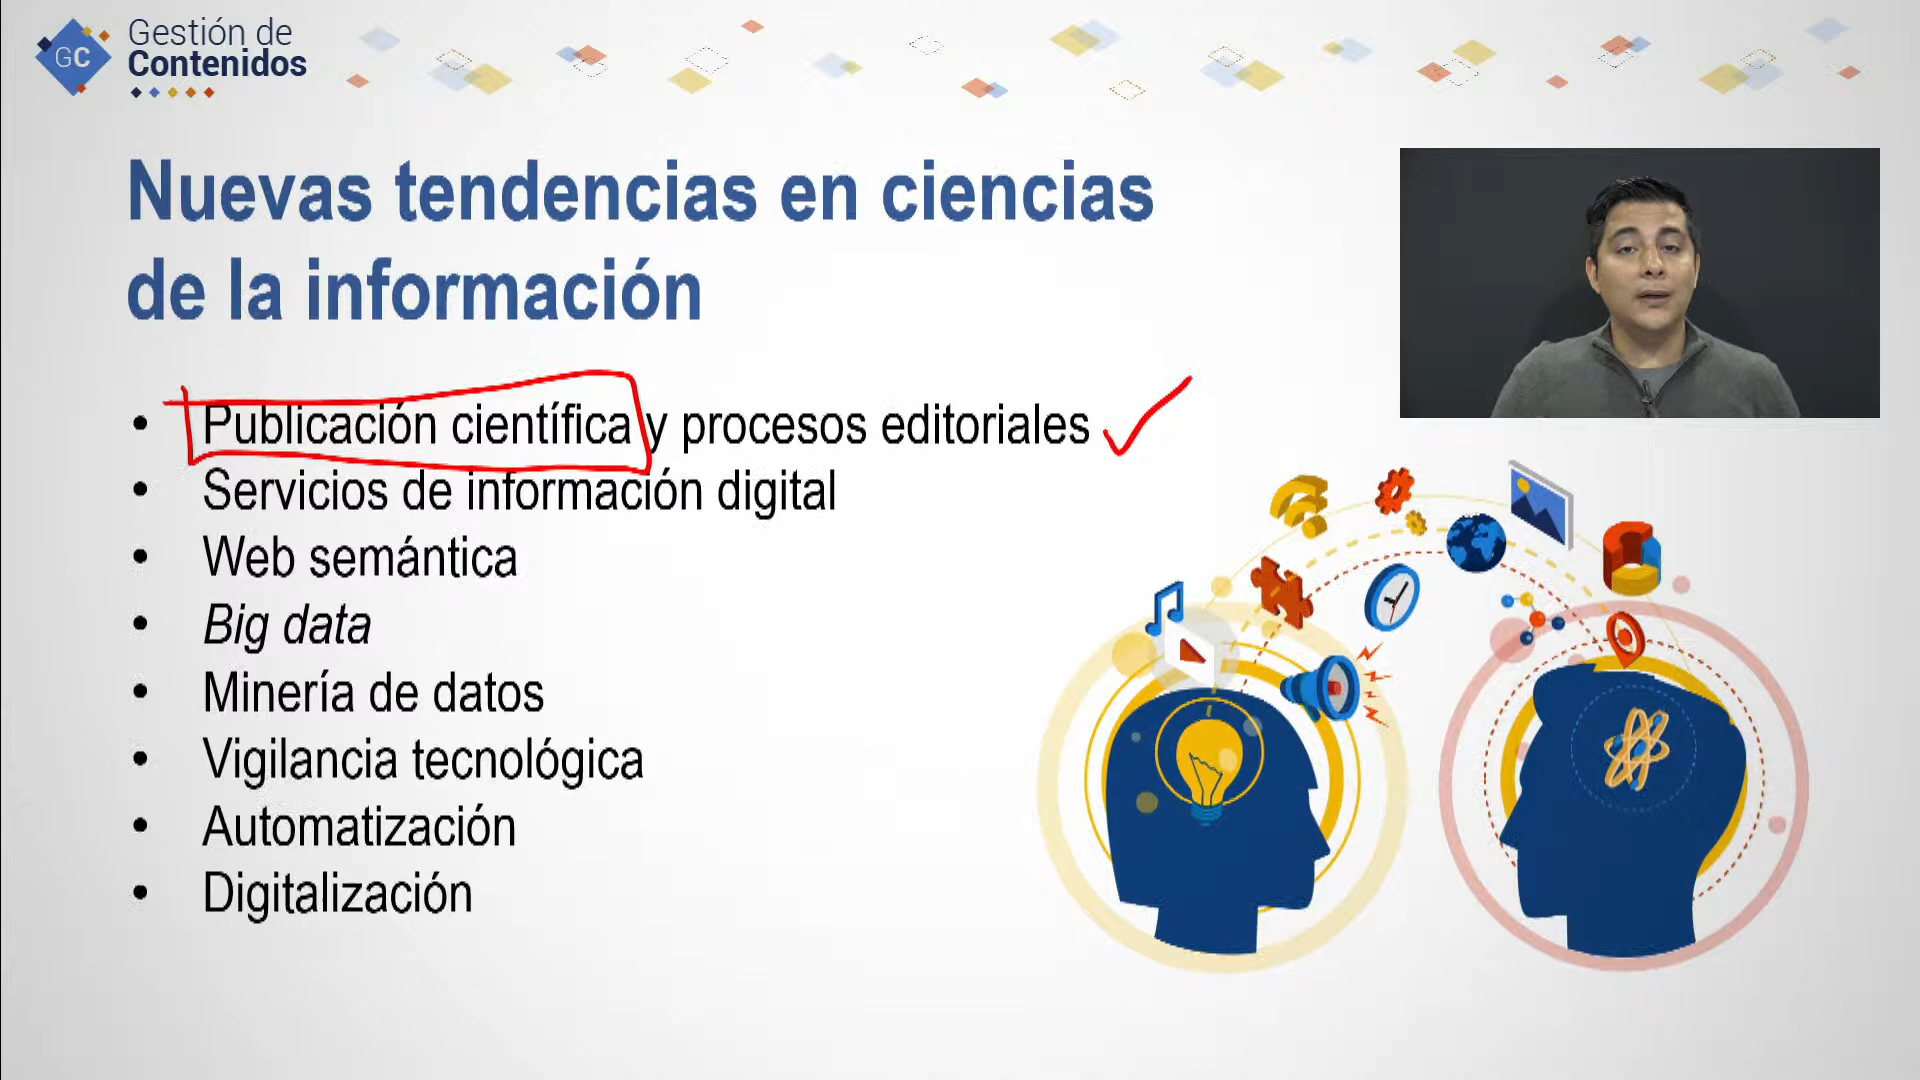 GC
Gestión de
Contenidos
Nuevas tendencias en ciencias
de la información
• Publicación científica y procesos editoriales
• Servicios de información digital
• Web semántica
• Big data
• Minería de datos
• Vigilancia tecnológica
• Automatización
• Digitalización